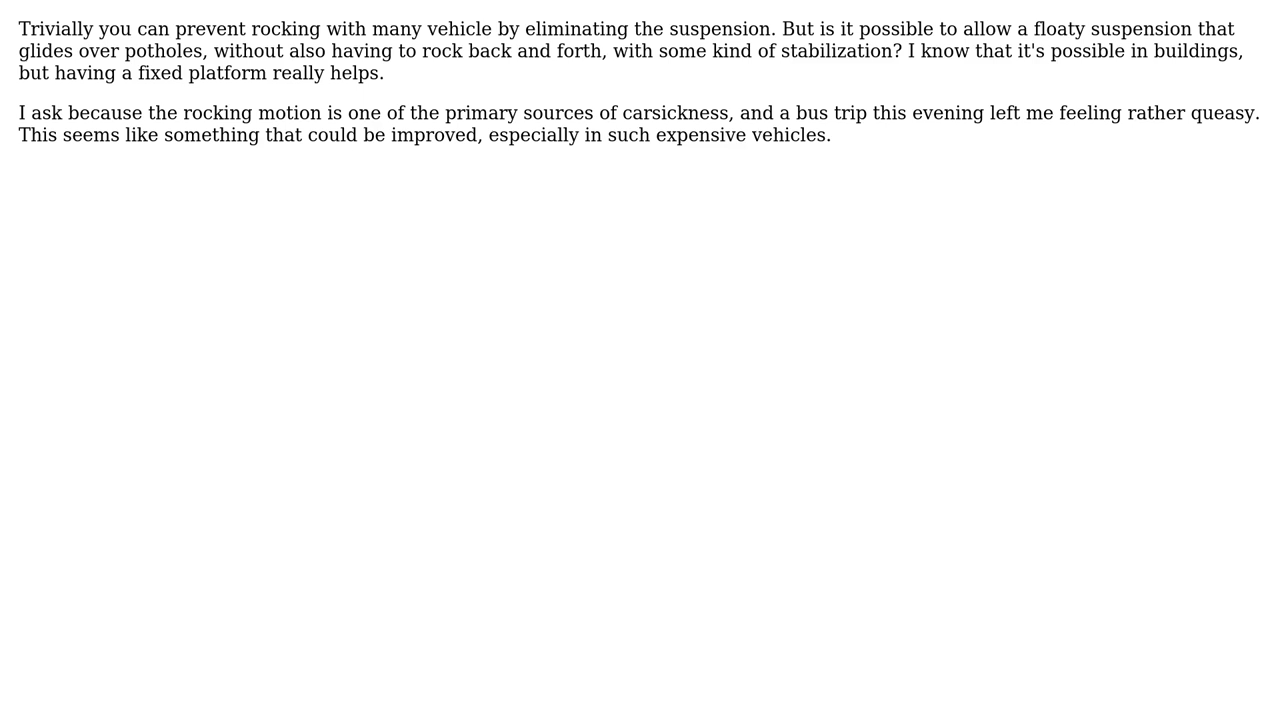 Trivially you can prevent rocking with many vehicle by eliminating the suspension. But is it possible to allow a floaty suspension that
glides over potholes, without also having to rock back and forth, with some kind of stabilization? I know that it's possible in buildings,
but having a fixed platform really helps.
I ask because the rocking motion is one of the primary sources of carsickness, and a bus trip this evening left me feeling rather queasy.
This seems like something that could be improved, especially in such expensive vehicles.